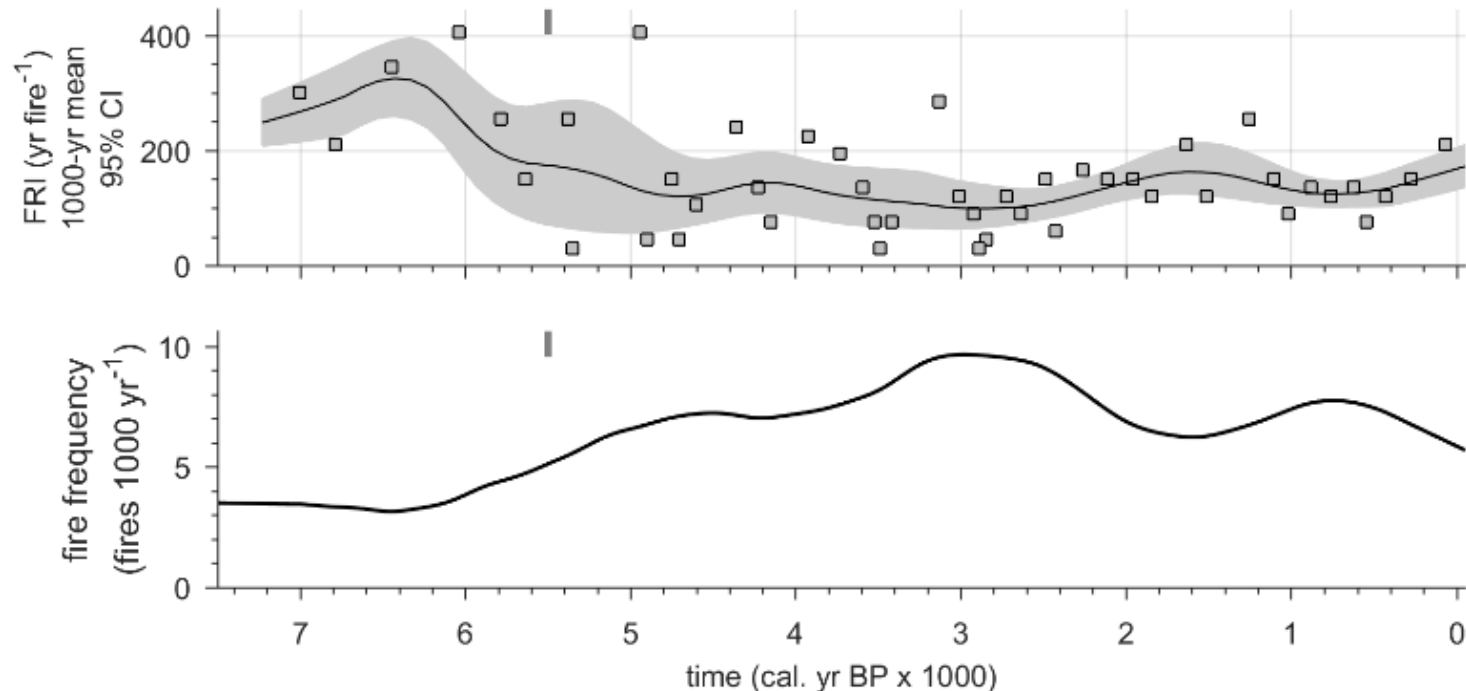 FRI (yr fire⁻¹)
1000-yr mean
95% CI
400
200
0
fire frequency
(fires 1000 yr⁻¹)
10
5
0
7 6 5 4 3 2 1 0
time (cal. yr BP x 1000)